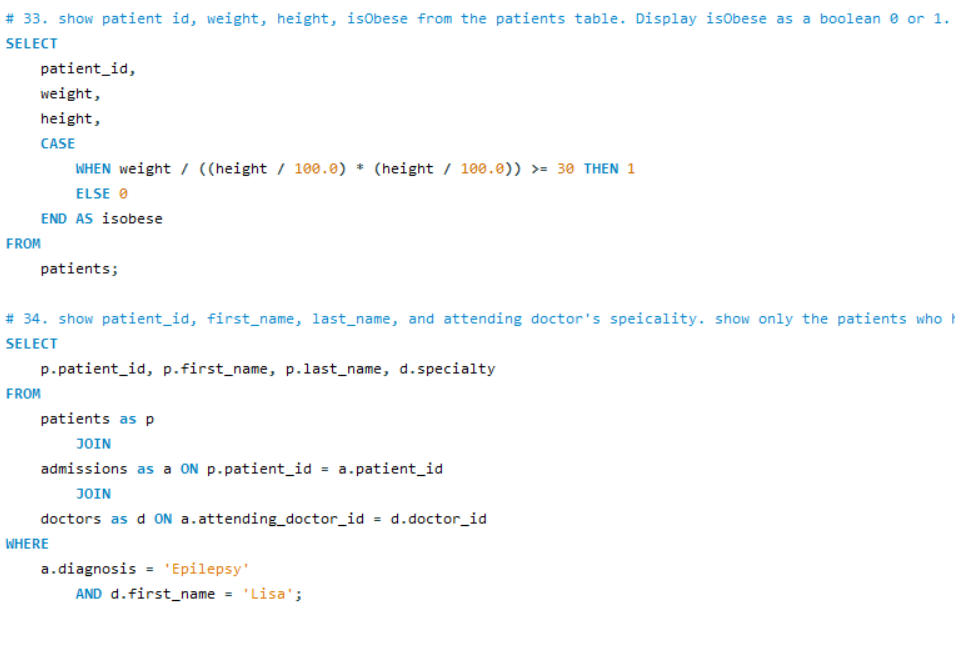 # 33. show patient id, weight, height, isObese from the patients table. Display isObese as a boolean 0 or 1.
SELECT
patient_id,
weight,
height,
CASE
WHEN weight / ((height / 100.0) * (height / 100.0)) >= 30 THEN 1
ELSE 0
END AS isobese
FROM
patients;
# 34. show patient_id, first_name, last_name, and attending doctor's speicality. show only the patients who
SELECT
p.patient_id, p.first_name, p.last_name, d.specialty
FROM
patients as p
JOIN
admissions as a ON p.patient_id = a.patient_id
JOIN
doctors as d ON a.attending_doctor_id = d.doctor_id
WHERE
a.diagnosis = 'Epilepsy'
AND d.first_name = 'Lisa';